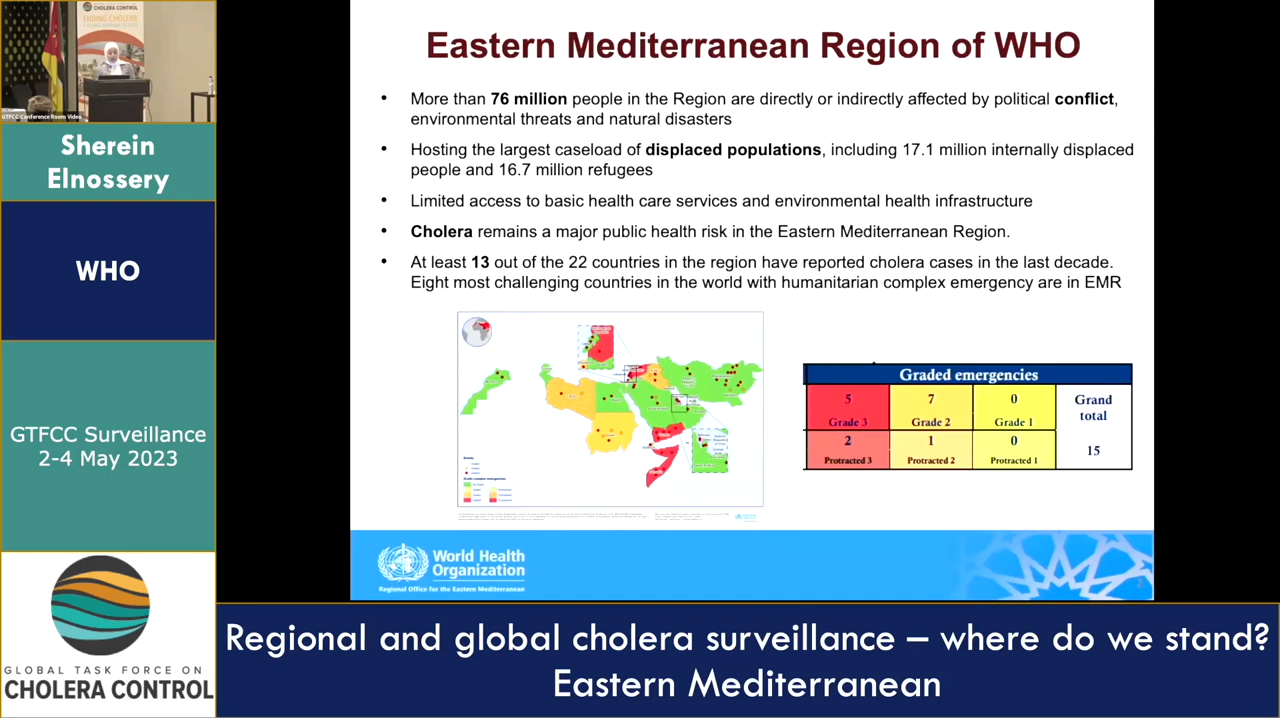 CHOLERA CONTROL
ENDING CHOLERA
GTFCC Conference Room Video
Sherein
Elnossery
WHO
GTFCC Surveillance
2-4 May 2023
GLOBAL TASK FORCE ON
CHOLERA CONTROL
Eastern Mediterranean Region of WHO
• More than 76 million people in the Region are directly or indirectly affected by political conflict,
environmental threats and natural disasters
• Hosting the largest caseload of displaced populations, including 17.1 million internally displaced
people and 16.7 million refugees
• Limited access to basic health care services and environmental health infrastructure
• Cholera remains a major public health risk in the Eastern Mediterranean Region.
• At least 13 out of the 22 countries in the region have reported cholera cases in the last decade.
Eight most challenging countries in the world with humanitarian complex emergency are in EMR
Graded emergencies
5 7 0 Grand
Grade 3 Grade 2 Grade 1 total
2 1 0 15
Protracted 3 Protracted 2 Protracted 1
World Health
Organization
Regional Office for the Eastern Mediterranean
Regional and global cholera surveillance – where do we stand?
Eastern Mediterranean